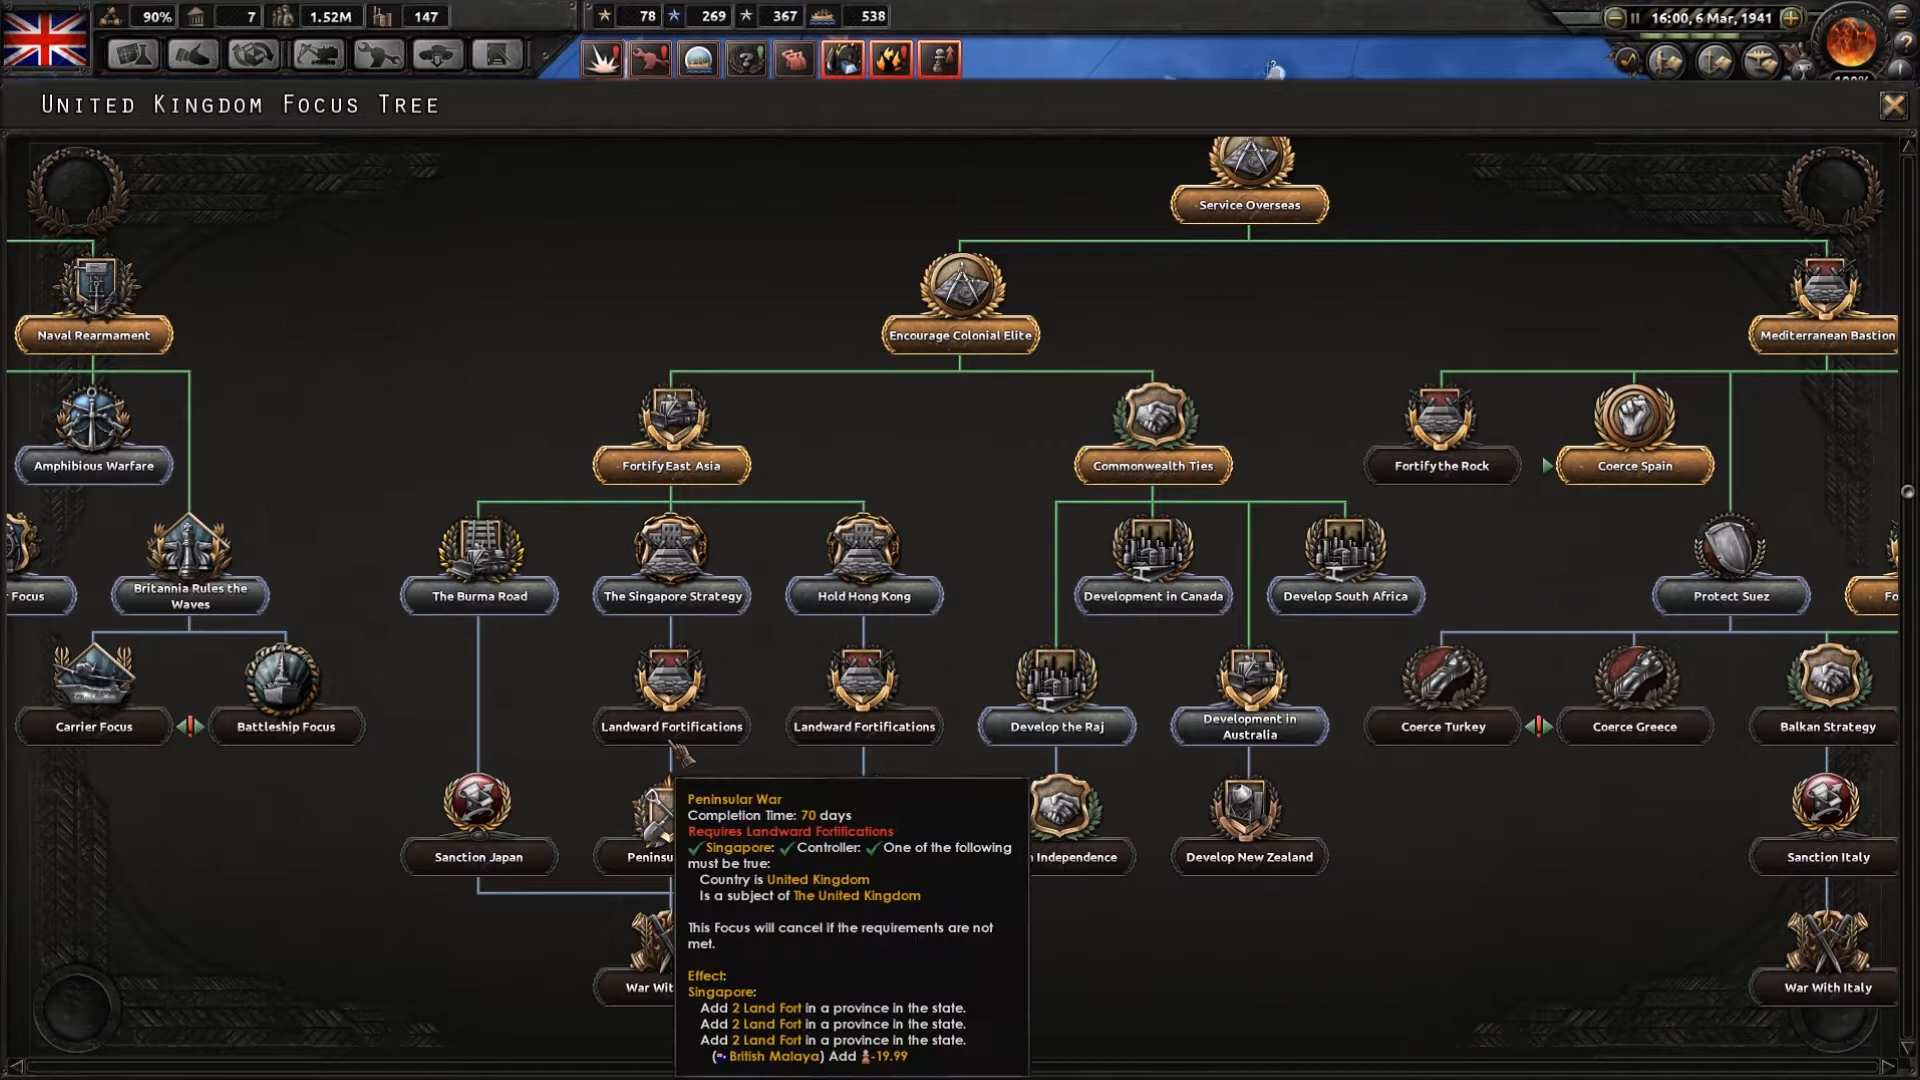 90%
7
1.52M
147
78
269
367
538
16:00, 6 Mar, 1941
UNITED KINGDOM FOCUS TREE
Service Overseas
Naval Rearmament
Encourage Colonial Elite
Mediterranean Bastion
Amphibious Warfare
Fortify East Asia
Commonwealth Ties
Fortify the Rock
Coerce Spain
Focus
Britannia Rules the
Waves
The Burma Road
The Singapore Strategy
Hold Hong Kong
Development in Canada
Develop South Africa
Protect Suez
Fo
Carrier Focus
Battleship Focus
Landward Fortifications
Landward Fortifications
Develop the Raj
Development in
Australia
Coerce Turkey
Coerce Greece
Balkan Strategy
Peninsular War
Completion Time: 70 days
Requires Landward Fortifications
Singapore: Controller: One of the following
must be true:
Country is United Kingdom
Is a subject of The United Kingdom
This Focus will cancel if the requirements are not
met.
Effect:
Singapore:
Add 2 Land Fort in a province in the state.
Add 2 Land Fort in a province in the state.
Add 2 Land Fort in a province in the state.
(British Malaya) Add -19.99
Sanction Japan
Peninsu
Independence
Develop New Zealand
Sanction Italy
War Wit
War With Italy